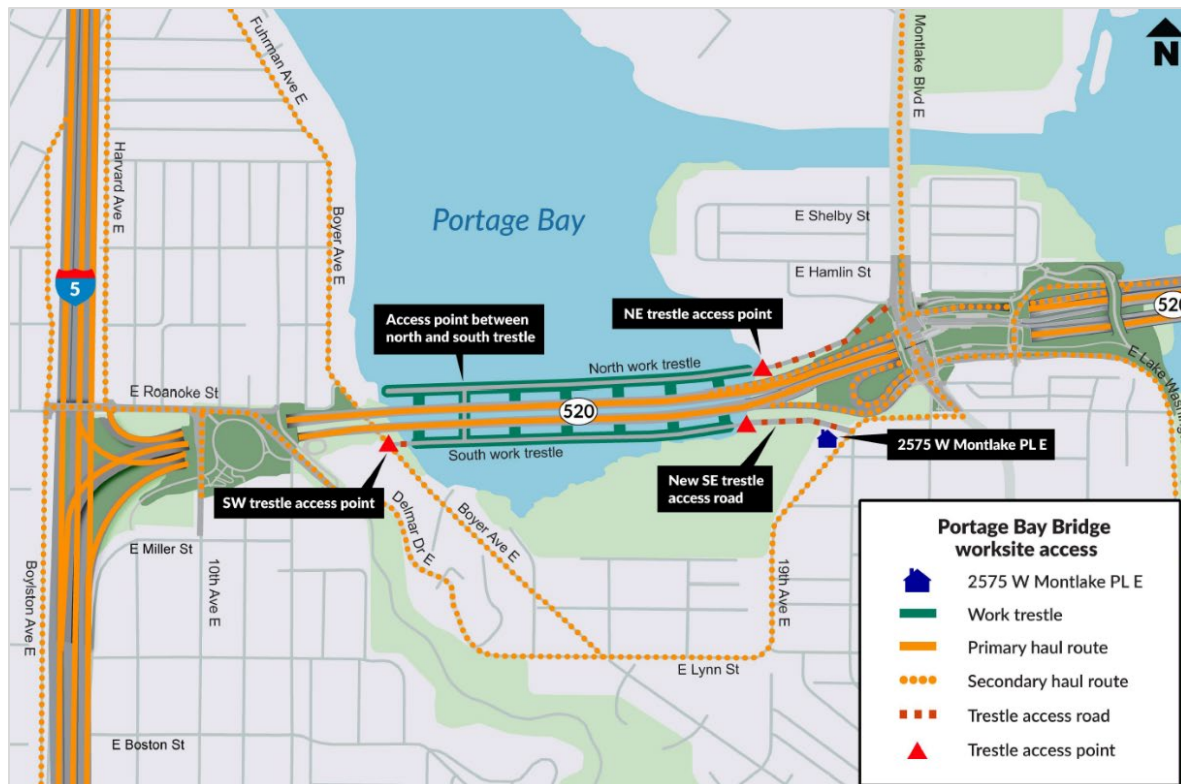 Fuhrman Ave E
Montlake Blvd E
N
Harvard Ave E
Boyer Ave E
Portage Bay
E Shelby St
E Hamlin St
5
Access point between
north and south trestle
NE trestle access point
520
E Lake Washing
North work trestle
E Roanoke St
520
South work trestle
2575 W Montlake PL E
SW trestle access point
New SE trestle
access road
Delmar Dr E
Boyer Ave E
E Miller St
10th Ave E
19th Ave E
Boylston Ave E
E Lynn St
E Boston St
Portage Bay Bridge
worksite access
2575 W Montlake PL E
Work trestle
Primary haul route
Secondary haul route
Trestle access road
Trestle access point